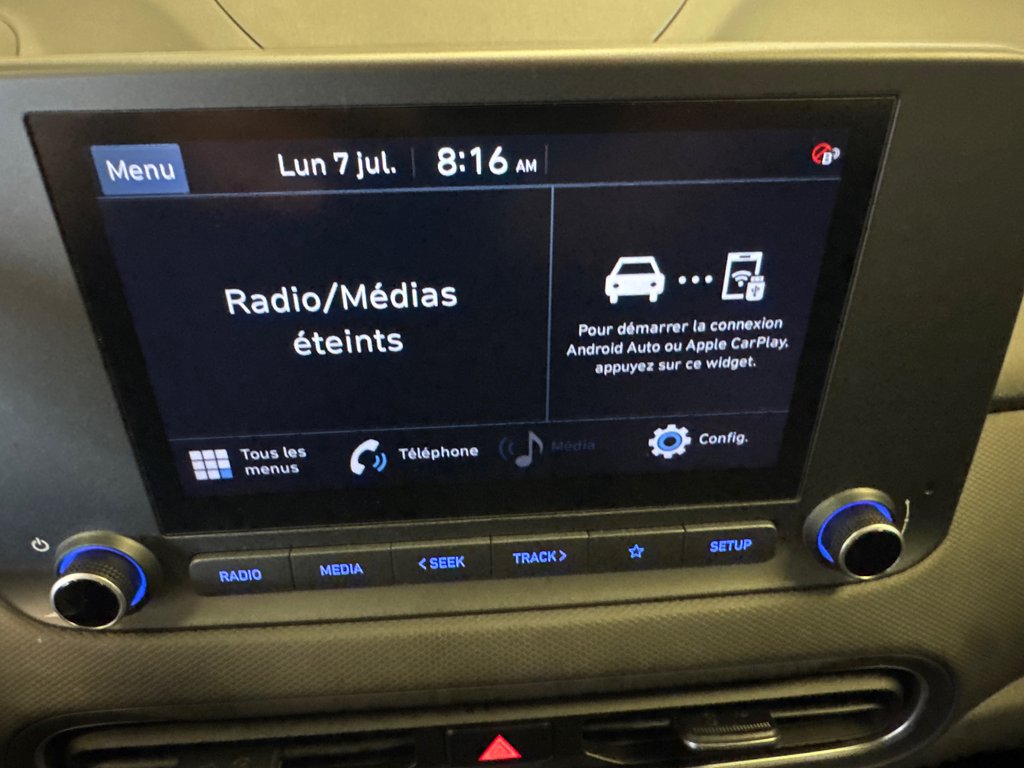 Menu
Lun 7 jul.
8:16 AM
B
Radio/Médias
éteints
Pour démarrer la connexion
Android Auto ou Apple CarPlay,
appuyez sur ce widget.
Tous les
menus
Téléphone
Média
Config.
RADIO
MEDIA
<SEEK
TRACK>
SETUP